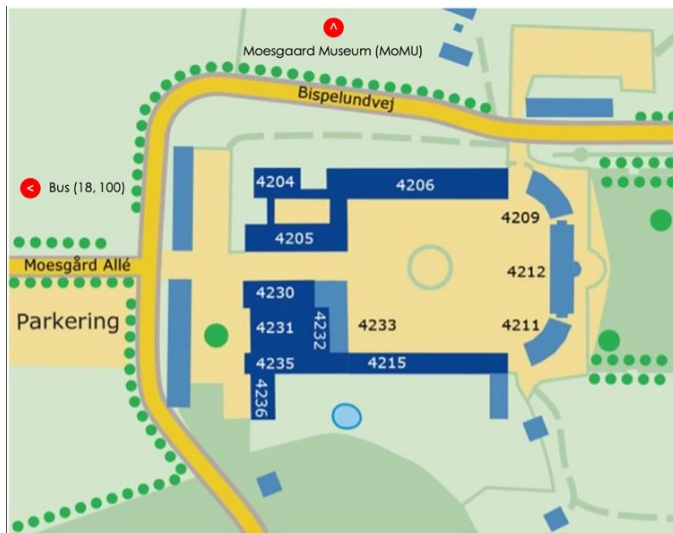 Moesgaard Museum (MoMU)
Bispelundvej
Bus (18, 100)
4204
4206
4209
4205
Moesgård Allé
4212
4230
Parkering
4231
4232
4233
4211
4235
4215
4236